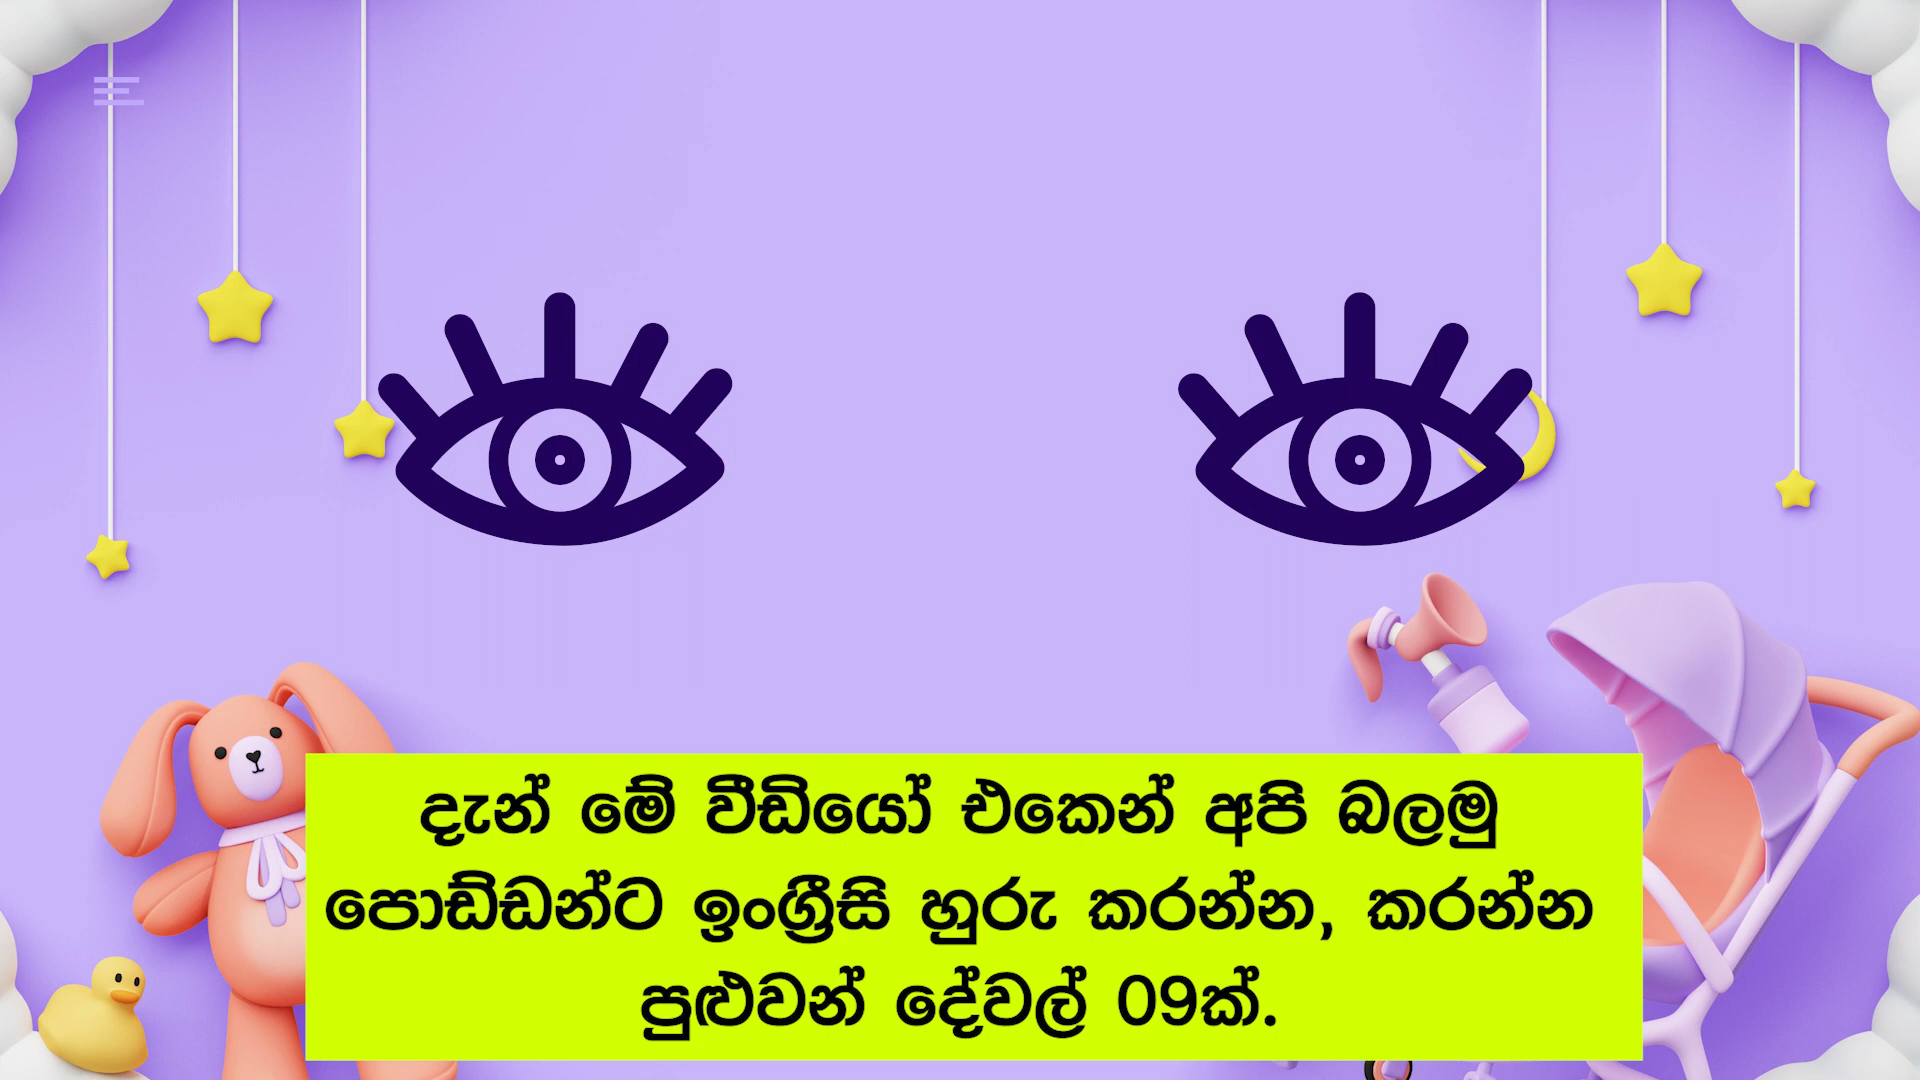 දැන් මේ වීඩියෝ එකෙන් අපි බලමු
පොඩ්ඩන්ට ඉංග්‍රීසි හුරු කරන්න, කරන්න
පුළුවන් දේවල් 09ක්.